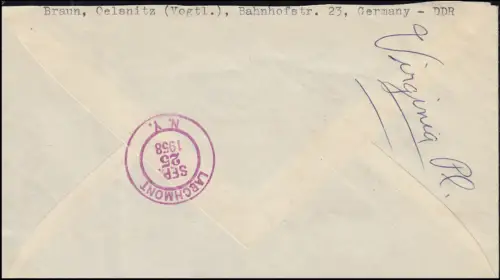 Braun, Oelsnitz (Vogtl.), Bahnhofstr. 23, Germany - DDR
Virginia Pl.
LARCHMONT
SEP.
25
1958
N.Y.